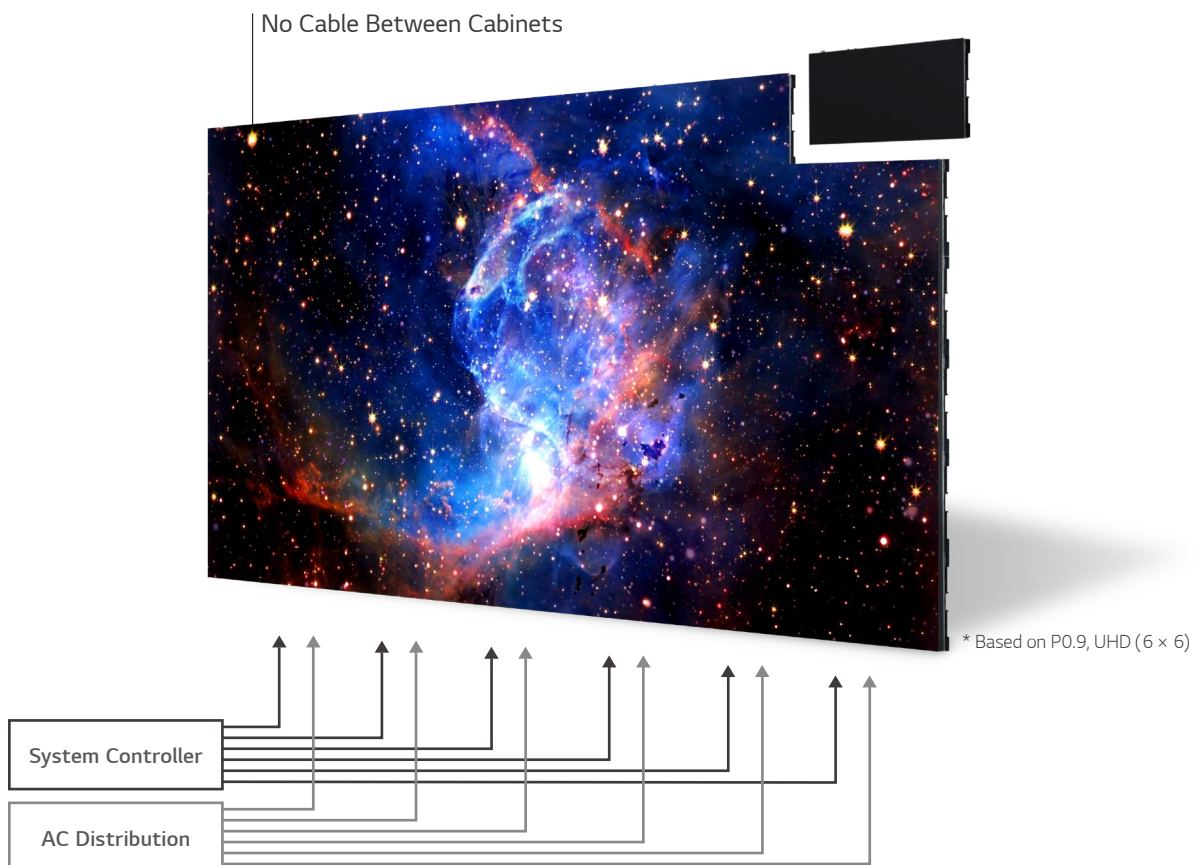 No Cable Between Cabinets
* Based on P0.9, UHD (6 × 6)
System Controller
AC Distribution